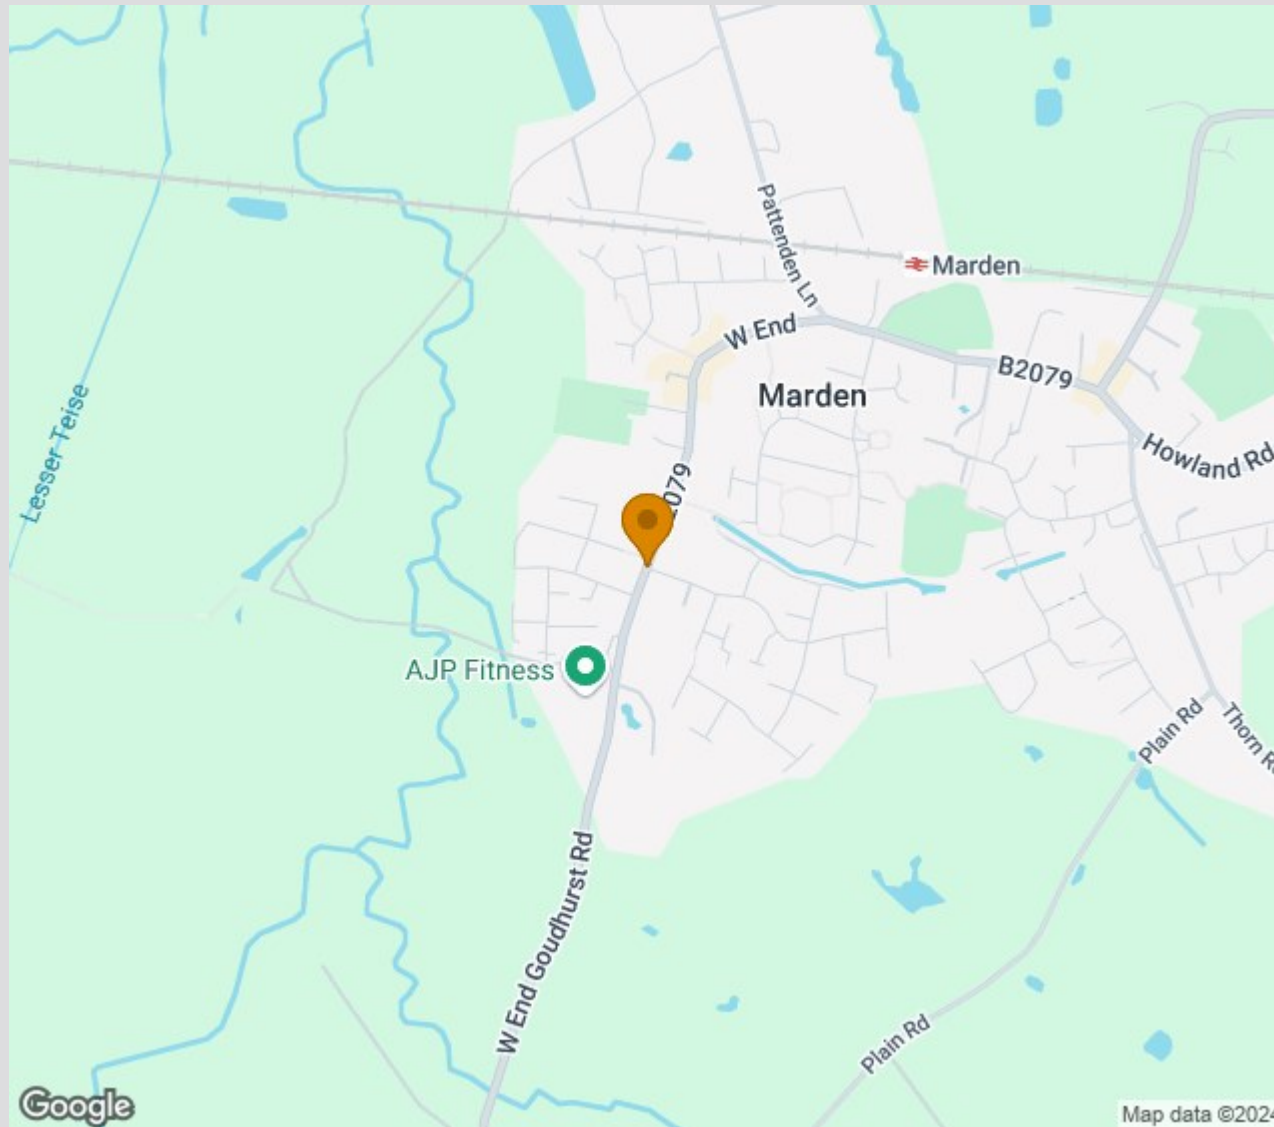 Pattenden Ln
Marden
W End
B2079
Marden
Howland Rd
Lesser Teise
2079
AJP Fitness
Plain Rd
Thorn R
W End Goudhurst Rd
Plain Rd
Google
Map data ©2024